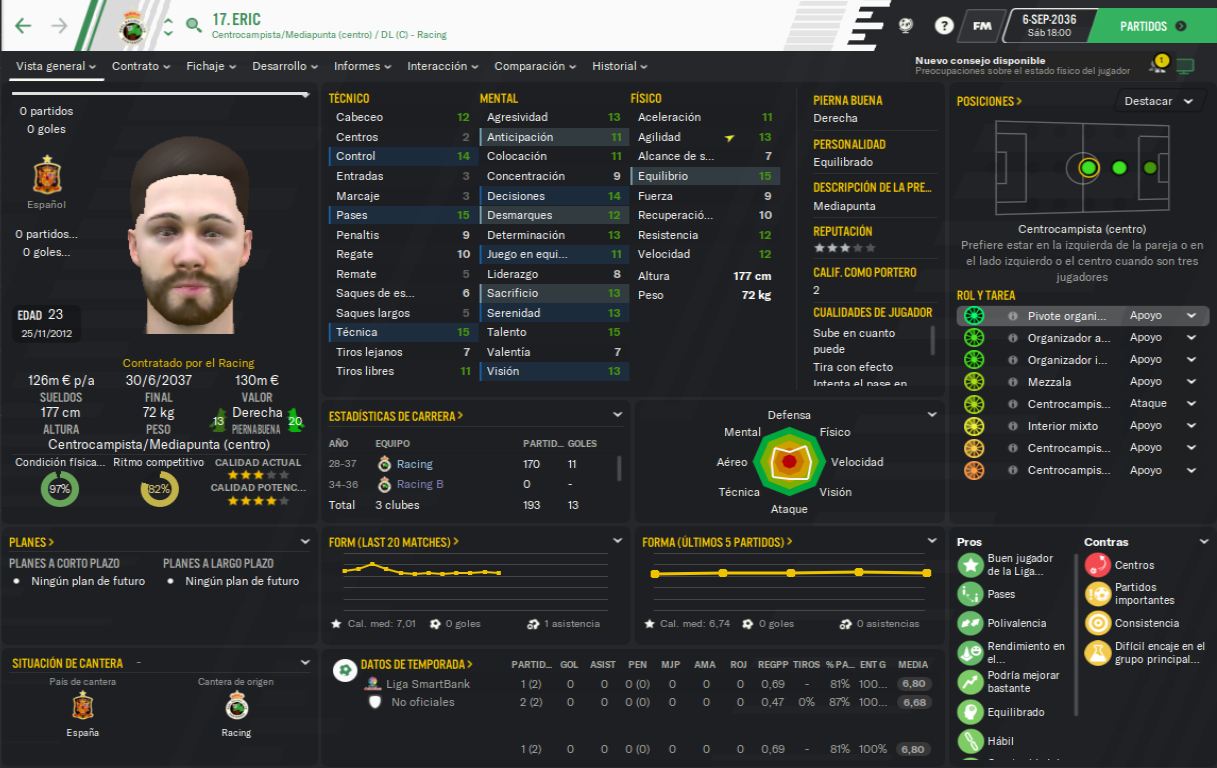 17. ERIC
Centrocampista/Mediapunta (centro) / DL (C) - Racing
?
FM
6-SEP-2036
Sáb 18:00
PARTIDOS
Vista general
Contrato
Fichaje
Desarrollo
Informes
Interacción
Comparación
Historial
Nuevo consejo disponible
Preocupaciones sobre el estado físico del jugador
1
0 partidos
0 goles
Español
0 partidos...
0 goles...
EDAD 23
25/11/2012
Contratado por el Racing
126m € p/a
SUELDOS
30/6/2037
FINAL
130m €
VALOR
177 cm
ALTURA
72 kg
PESO
13 Derecha 20
PIERNA BUENA
Centrocampista/Mediapunta (centro)
Condición física...
97%
Ritmo competitivo
82%
CALIDAD ACTUAL
CALIDAD POTENC...
TÉCNICO
Cabeceo 12
Centros 2
Control 14
Entradas 3
Marcaje 3
Pases 15
Penaltis 9
Regate 10
Remate 5
Saques de es... 6
Saques largos 5
Técnica 15
Tiros lejanos 7
Tiros libres 11
MENTAL
Agresividad 13
Anticipación 11
Colocación 11
Concentración 9
Decisiones 14
Desmarques 12
Determinación 13
Juego en equi... 11
Liderazgo 8
Sacrificio 13
Serenidad 13
Talento 15
Valentía 7
Visión 13
FÍSICO
Aceleración 11
Agilidad 13
Alcance de s... 7
Equilibrio 15
Fuerza 9
Recuperació... 10
Resistencia 12
Velocidad 12
Altura 177 cm
Peso 72 kg
PIERNA BUENA
Derecha
PERSONALIDAD
Equilibrado
DESCRIPCIÓN DE LA PRE...
Mediapunta
REPUTACIÓN
CALIF. COMO PORTERO
2
CUALIDADES DE JUGADOR
Sube en cuanto
puede
Tira con efecto
Intenta el pase en
POSICIONES >
Destacar
Centrocampista (centro)
Prefiere estar en la izquierda de la pareja o en
el lado izquierdo o el centro cuando son tres
jugadores
ROL Y TAREA
Pivote organi... Apoyo
Organizador a... Apoyo
Organizador i... Apoyo
Mezzala Apoyo
Centrocampis... Ataque
Interior mixto Apoyo
Centrocampis... Apoyo
Centrocampis... Apoyo
ESTADÍSTICAS DE CARRERA >
AÑO EQUIPO PARTID... GOLES
28-37 Racing 170 11
34-36 Racing B 0 -
Total 3 clubes 193 13
Defensa
Mental Físico
Aéreo Velocidad
Técnica Visión
Ataque
PLANES >
PLANES A CORTO PLAZO
Ningún plan de futuro
PLANES A LARGO PLAZO
Ningún plan de futuro
FORM (LAST 20 MATCHES) >
Cal. med: 7,01 0 goles 1 asistencia
FORMA (ÚLTIMOS 5 PARTIDOS) >
Cal. med: 6,74 0 goles 0 asistencias
Pros
Buen jugador
de la Liga...
Pases
Polivalencia
Rendimiento en
el...
Podría mejorar
bastante
Equilibrado
Hábil
Contras
Centros
Partidos
importantes
Consistencia
Difícil encaje en el
grupo principal...
SITUACIÓN DE CANTERA -
País de cantera
España
Cantera de origen
Racing
DATOS DE TEMPORADA > PARTID... GOL ASIST PEN MJP AMA ROJ REGPP TIROS % PA... ENT G MEDIA
Liga SmartBank 1 (2) 0 0 0 (0) 0 0 0 0,69 - 81% 100... 6,80
No oficiales 2 (2) 0 0 0 (0) 0 0 0 0,47 0% 87% 100... 6,68
1 (2) 0 0 0 (0) 0 0 0 0,69 - 81% 100% 6,80